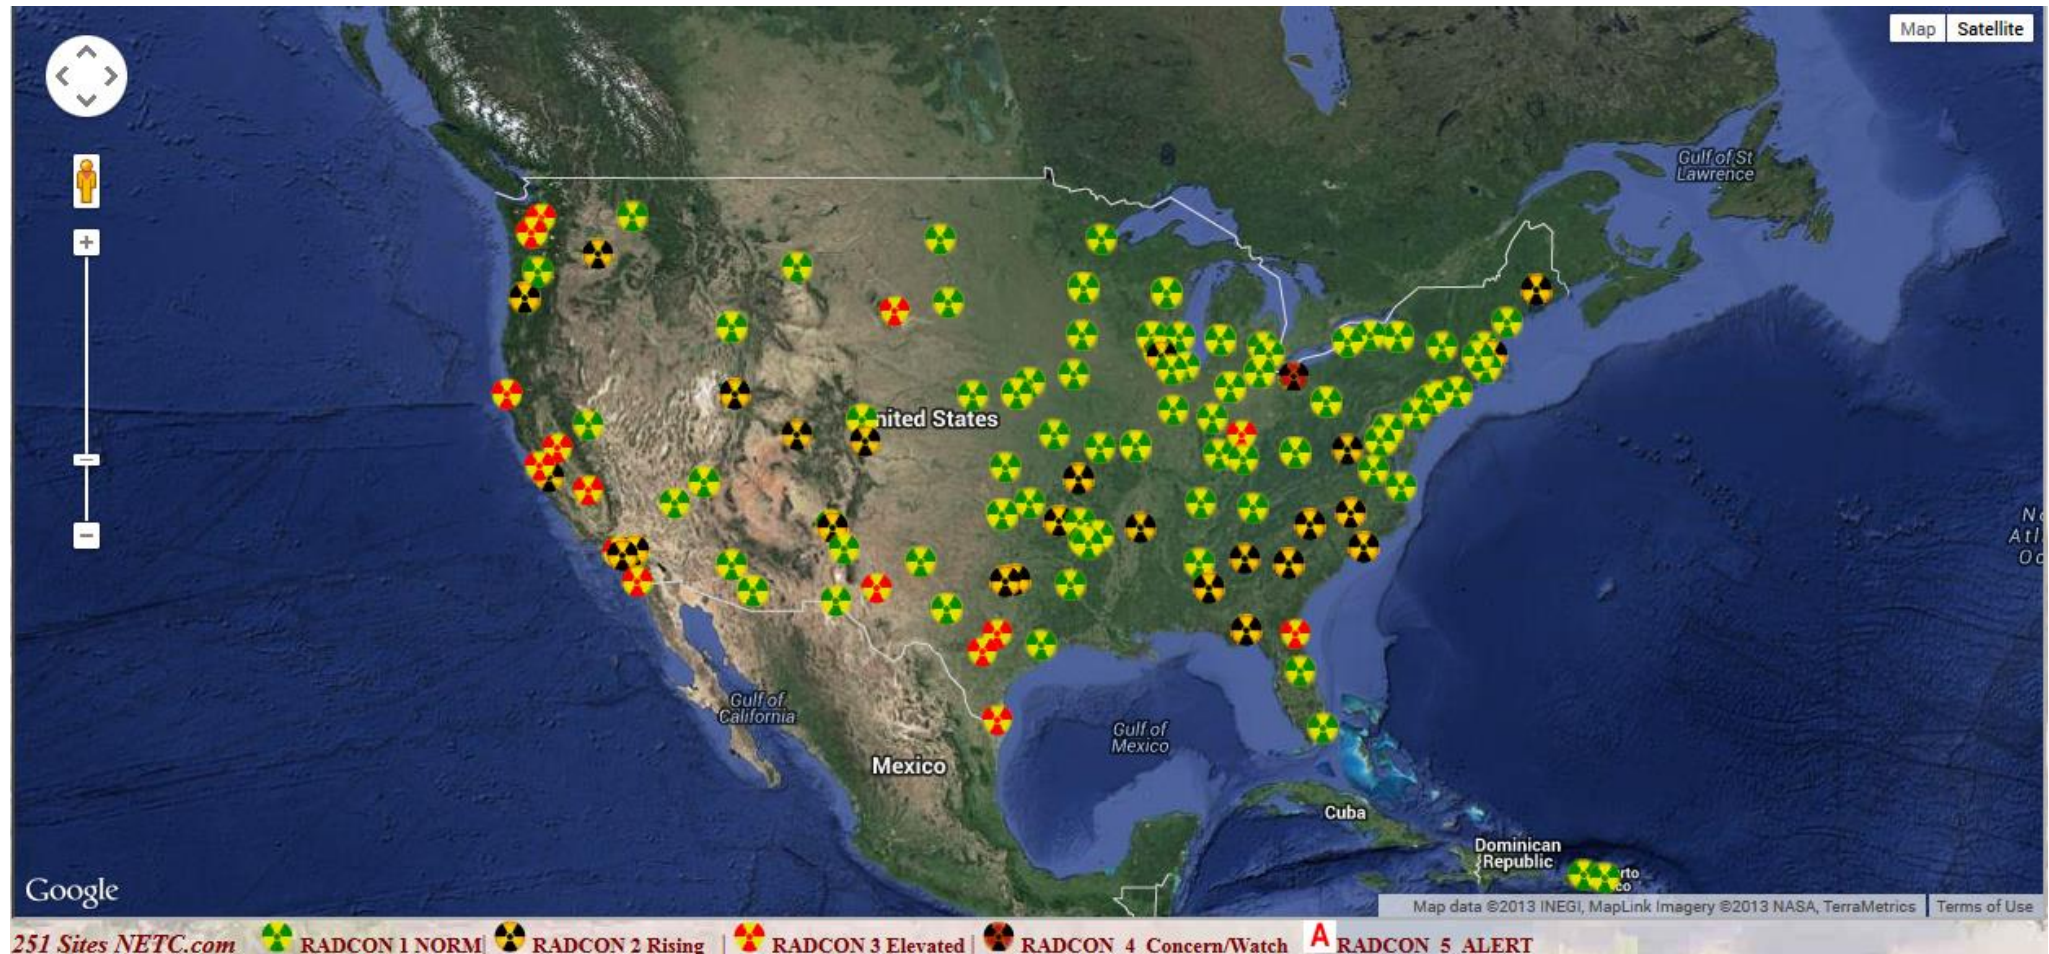 Map Satellite
Gulf of St
Lawrence
United States
Gulf of
California
Gulf of
Mexico
Mexico
Cuba
Dominican
Republic
Google
Map data ©2013 INEGI, MapLink Imagery ©2013 NASA, TerraMetrics Terms of Use
251 Sites NETC.com RADCON 1 NORM| RADCON 2 Rising | RADCON 3 Elevated | RADCON 4 Concern/Watch A RADCON 5 ALERT